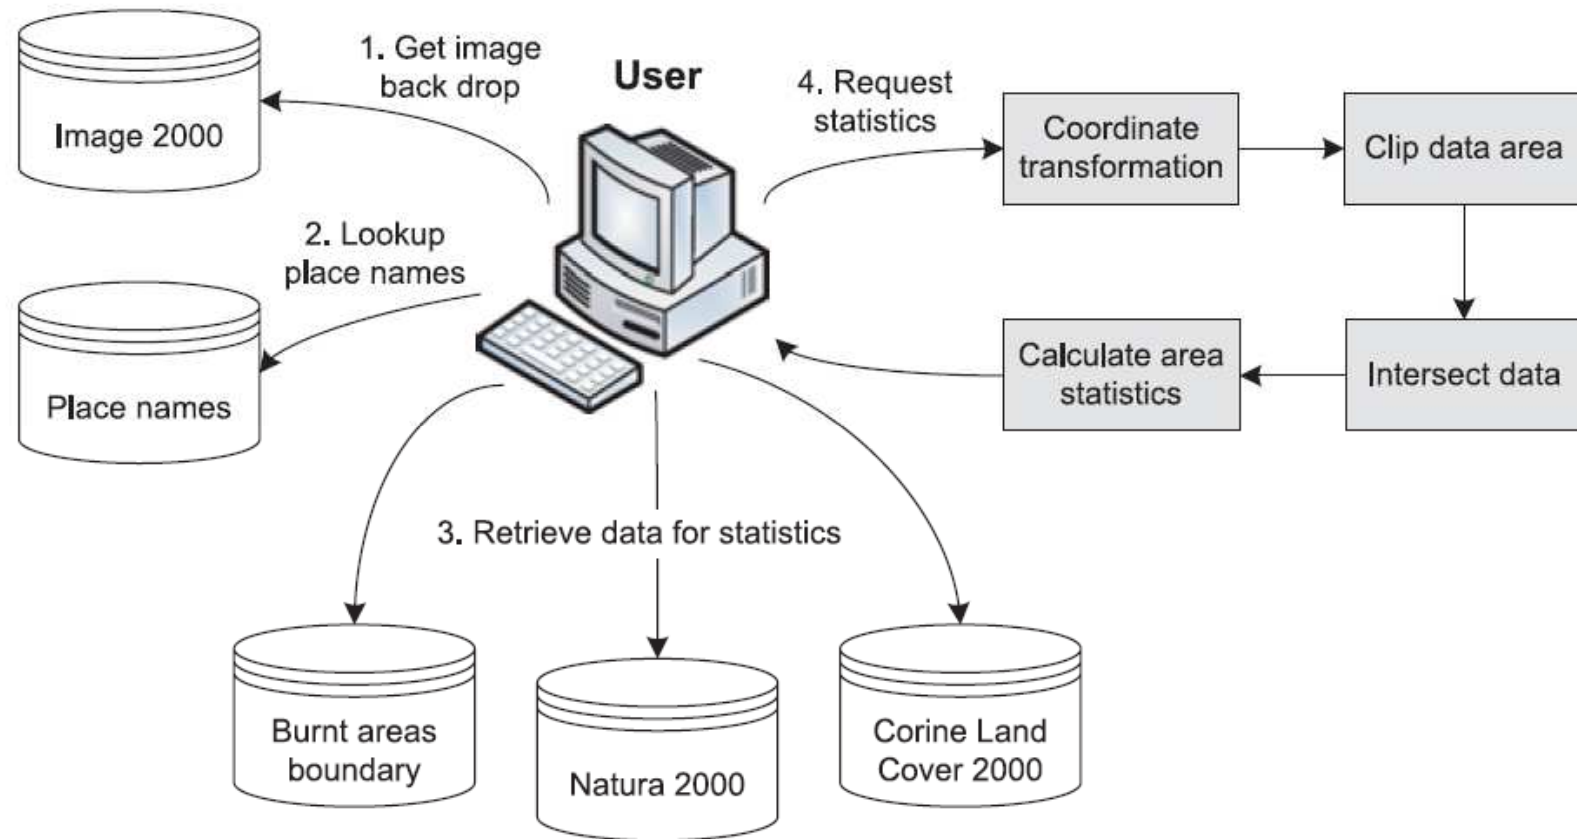 1. Get image
back drop
User
4. Request
statistics
Image 2000
Coordinate
transformation
Clip data area
2. Lookup
place names
Place names
Calculate area
statistics
Intersect data
3. Retrieve data for statistics
Burnt areas
boundary
Natura 2000
Corine Land
Cover 2000